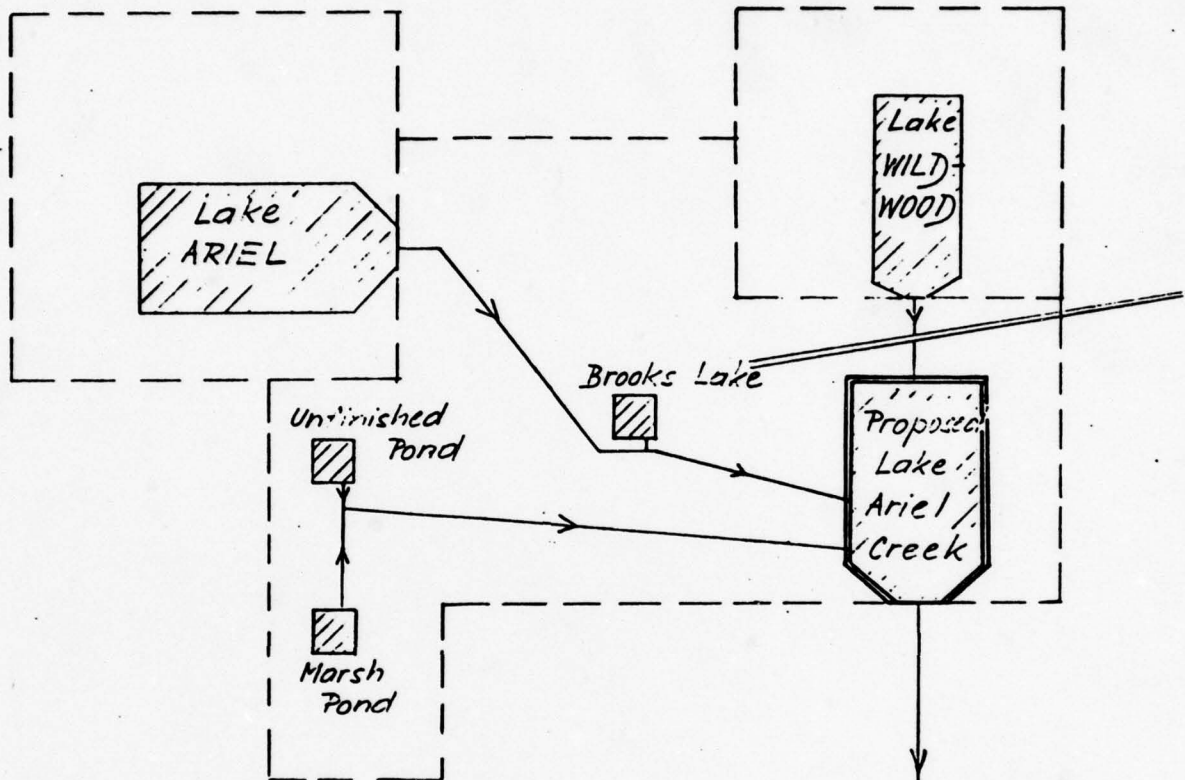 Lake
WILD-
WOOD
Lake
ARIEL
Brooks Lake
Unfinished
Pond
Proposed
Lake
Ariel
Creek
Marsh
Pond